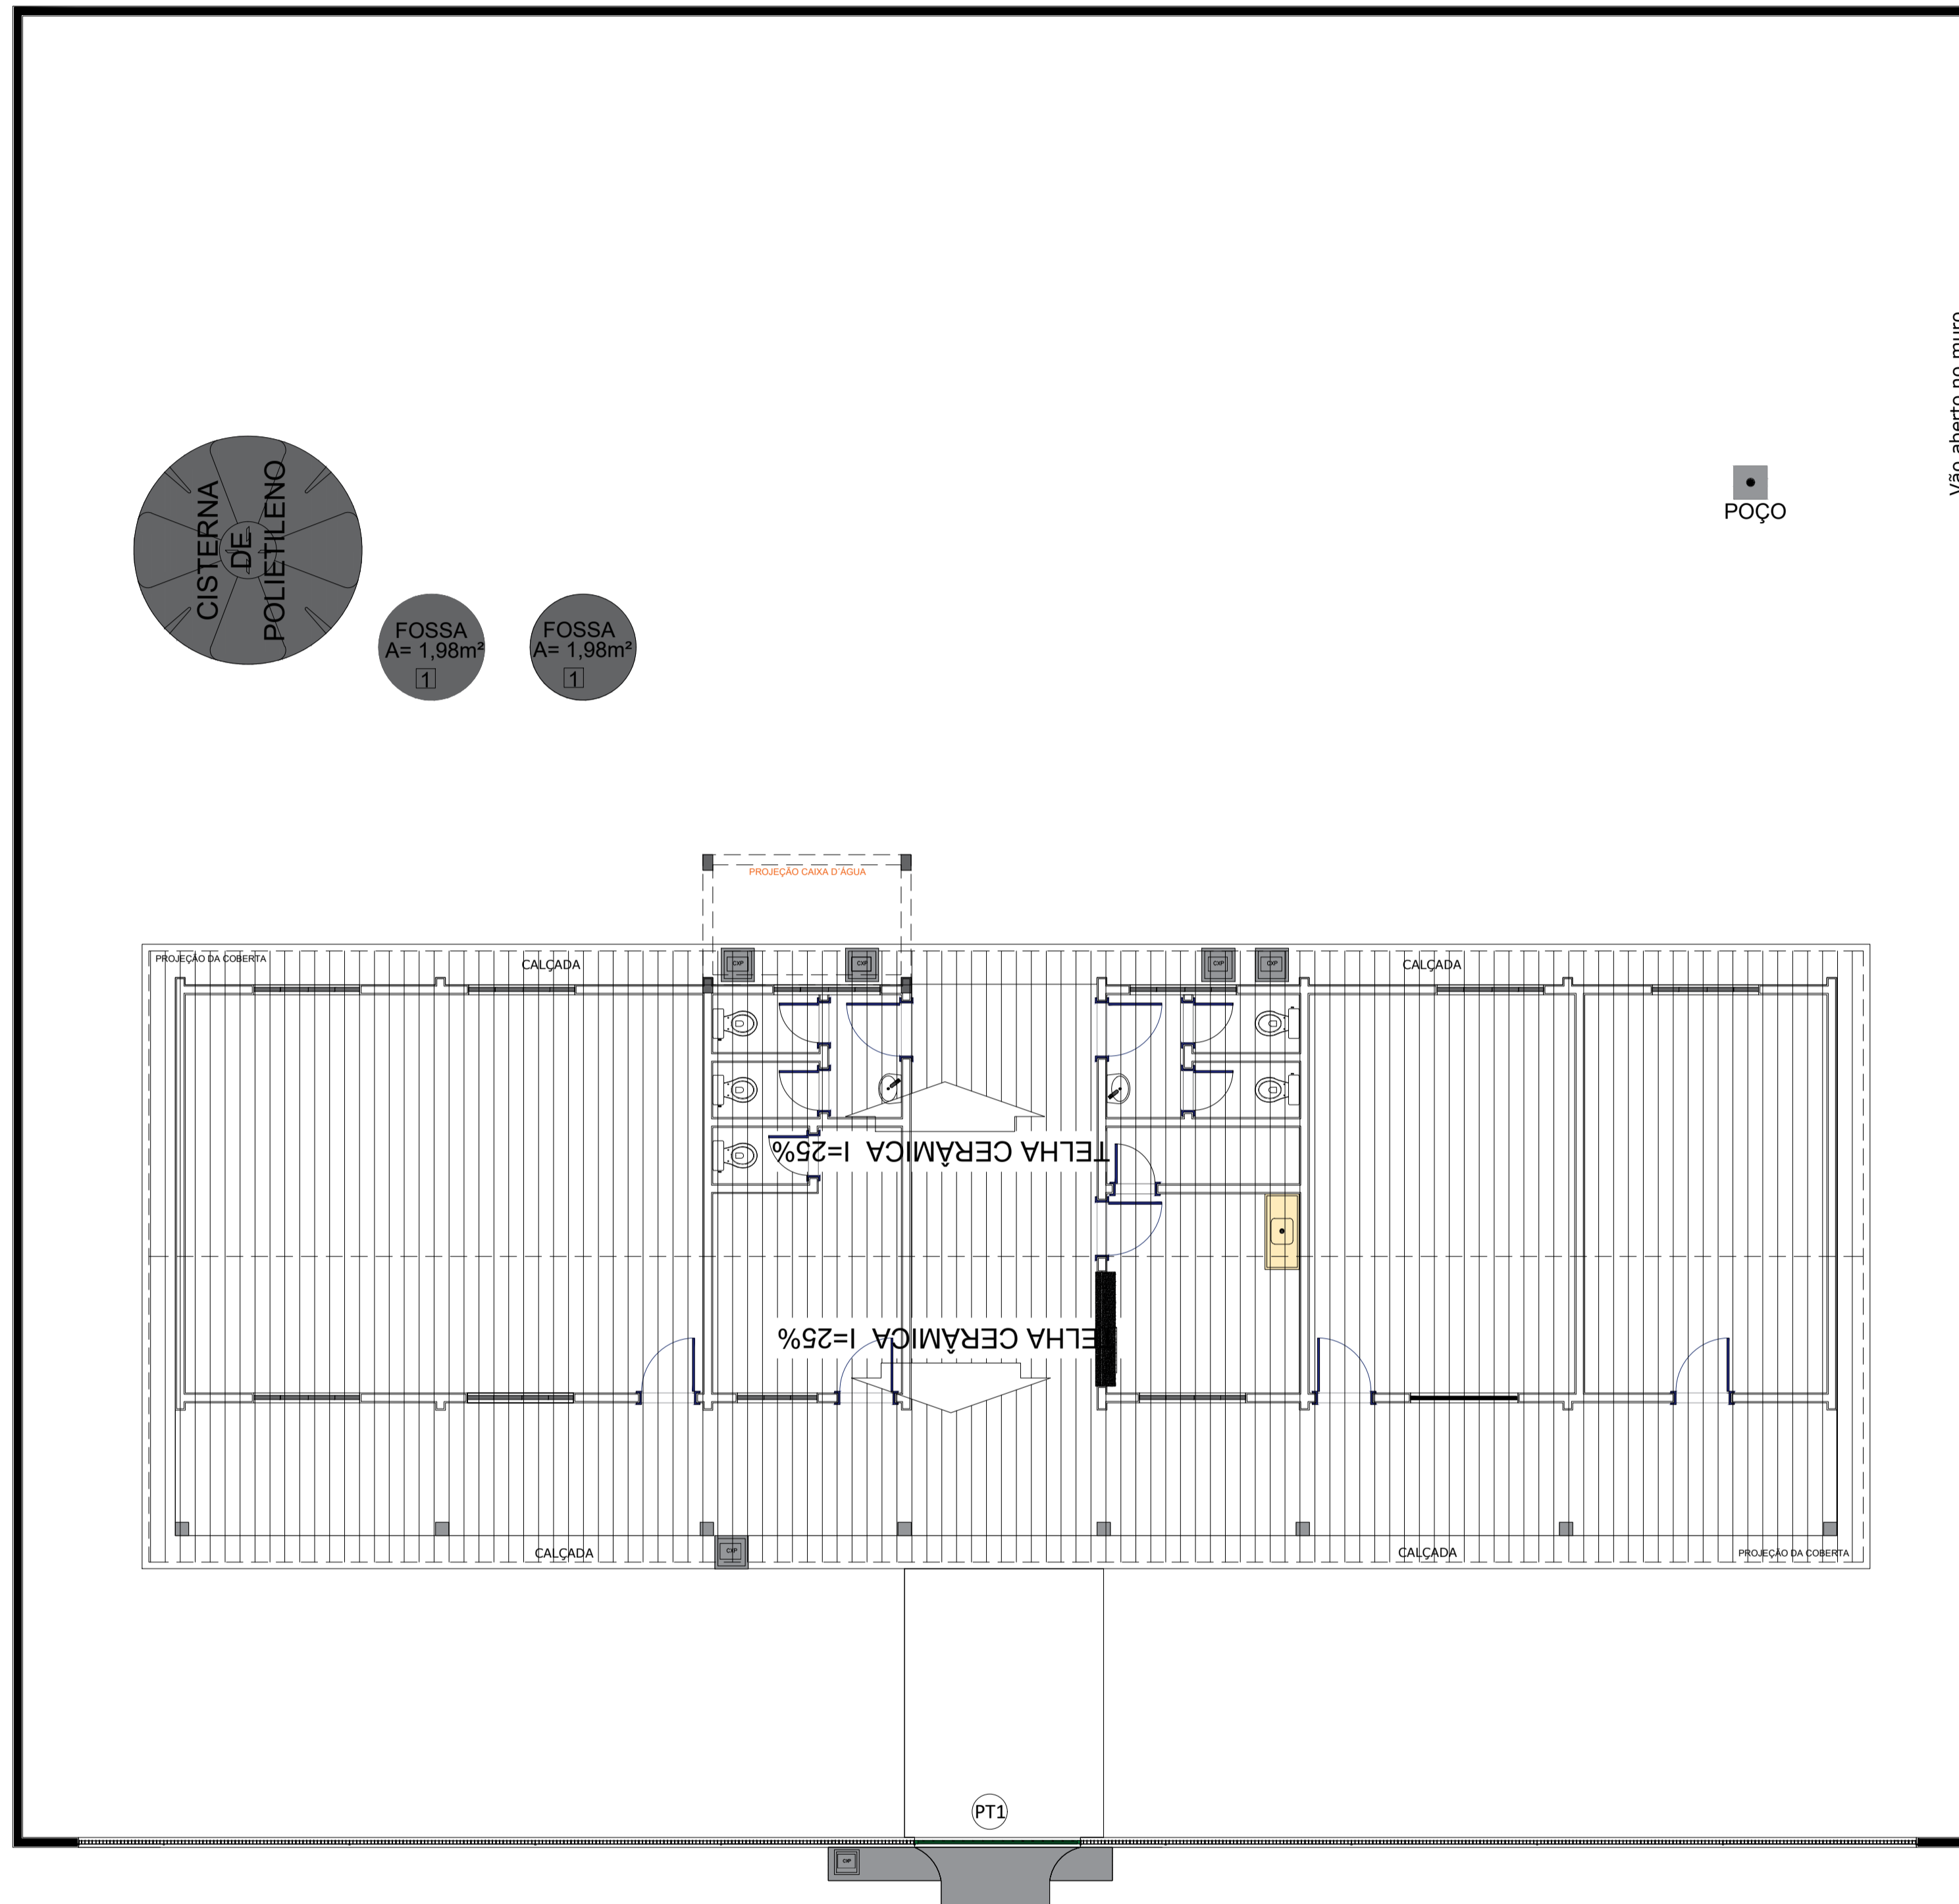 Vão aberto no muro
CISTERNA
DE
POLIETILENO
POÇO
FOSSA
A= 1,98m²
1
FOSSA
A= 1,98m²
1
PROJEÇÃO CAIXA D´ÁGUA
PROJEÇÃO DA COBERTA
CALÇADA
CXP
CXP
CXP
CXP
CALÇADA
TELHA CERÂMICA I=25%
TELHA CERÂMICA I=25%
CALÇADA
CXP
CALÇADA
PROJEÇÃO DA COBERTA
PT1
CXP